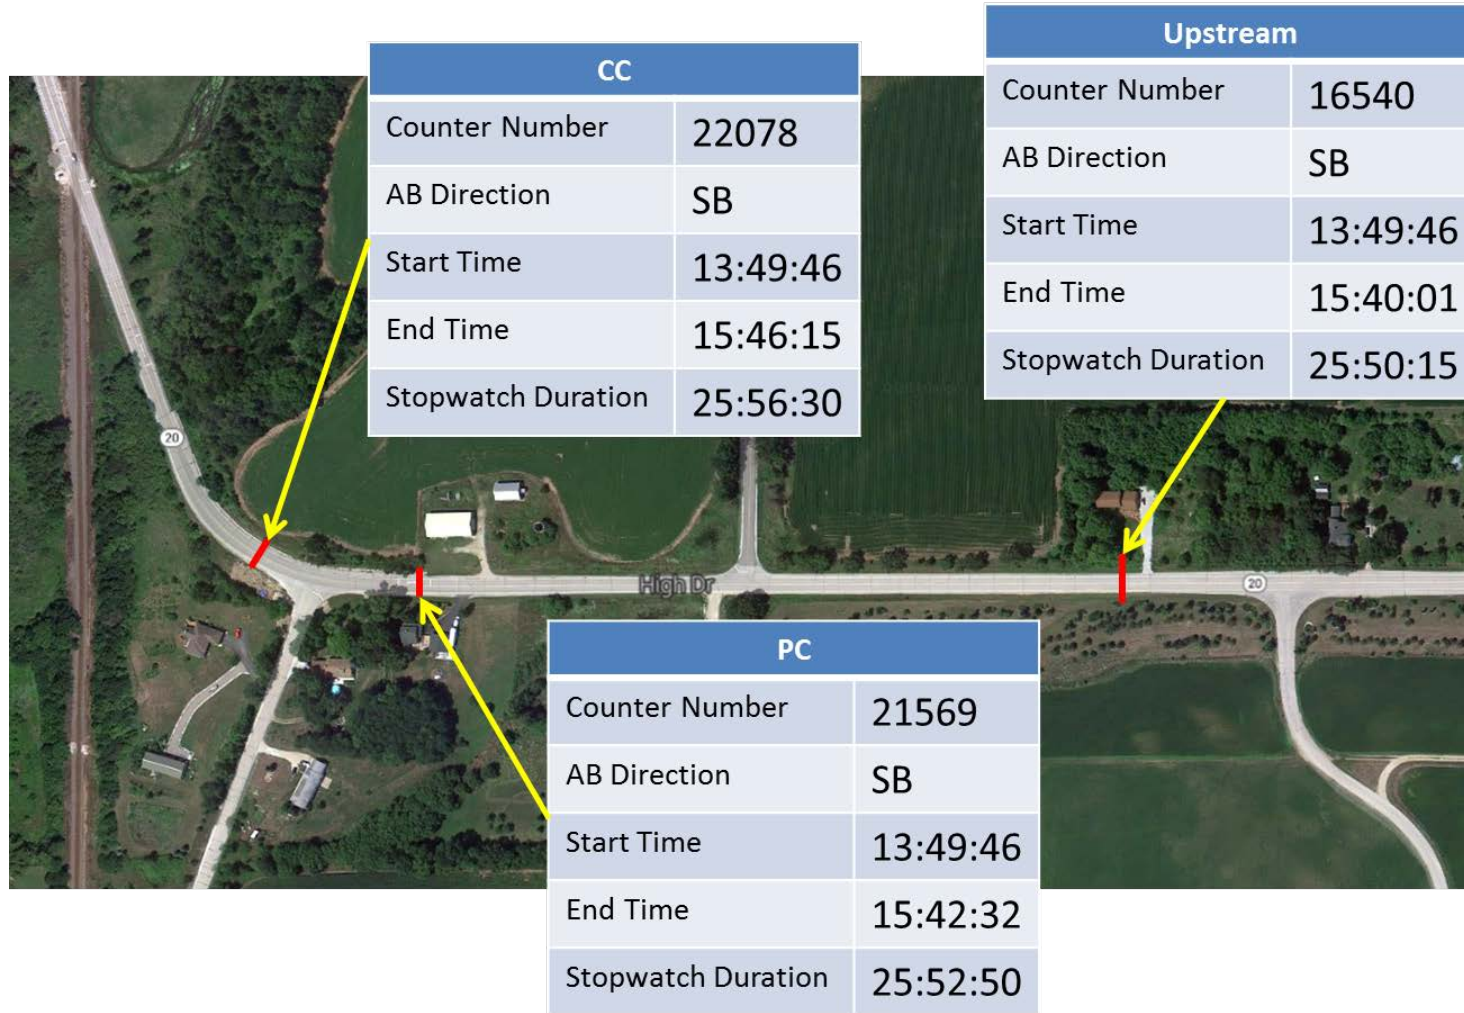 Upstream
Counter Number 16540
AB Direction SB
Start Time 13:49:46
End Time 15:40:01
Stopwatch Duration 25:50:15
CC
Counter Number 22078
AB Direction SB
Start Time 13:49:46
End Time 15:46:15
Stopwatch Duration 25:56:30
20
High Dr
20
PC
Counter Number 21569
AB Direction SB
Start Time 13:49:46
End Time 15:42:32
Stopwatch Duration 25:52:50